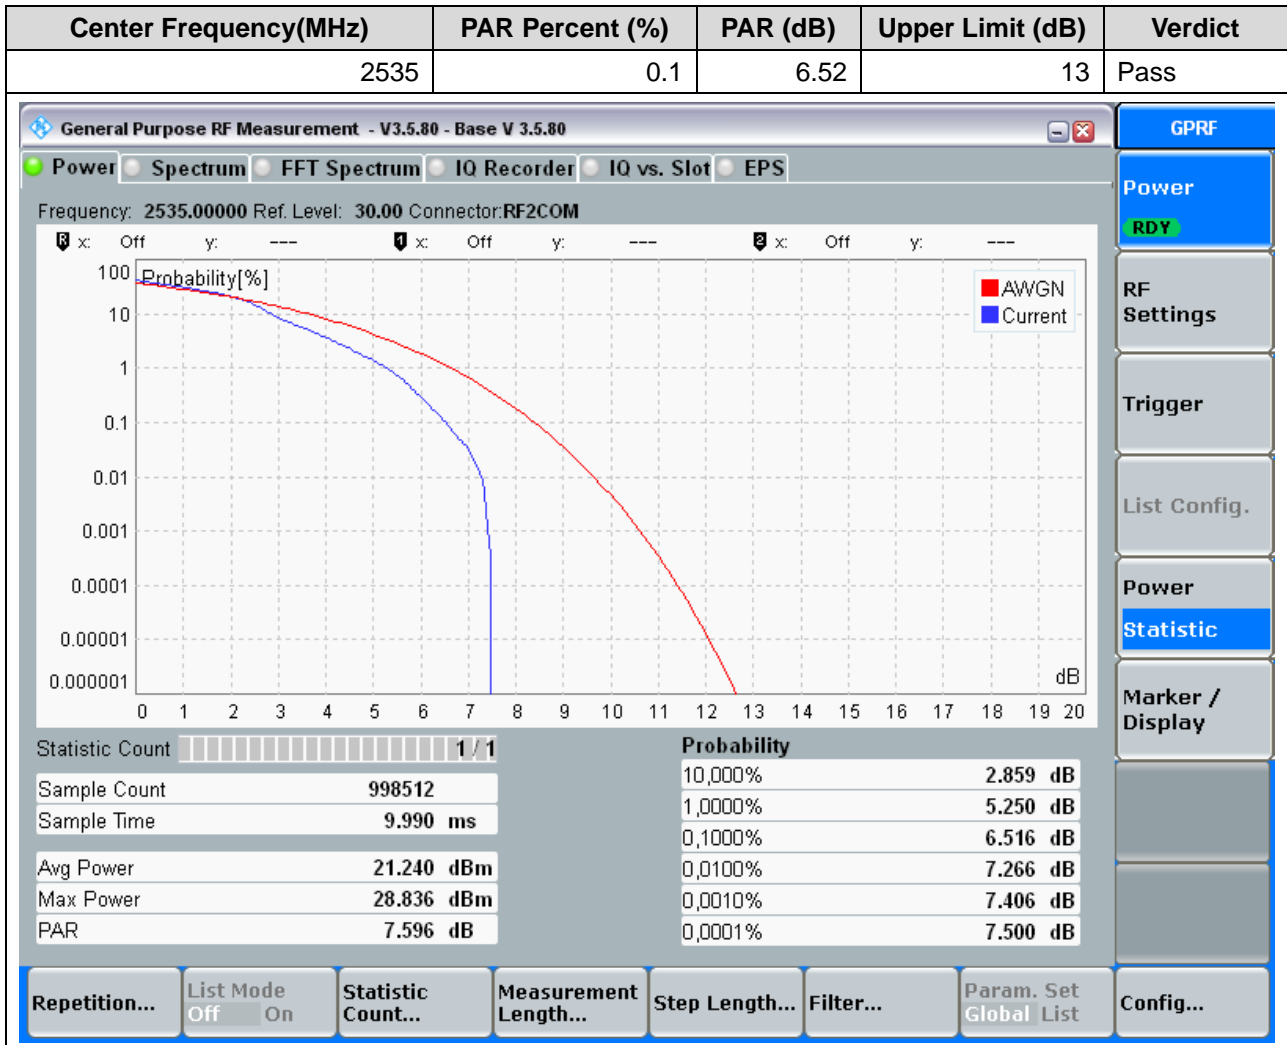 Center Frequency(MHz) PAR Percent (%) PAR (dB) Upper Limit (dB) Verdict
2535 0.1 6.52 13 Pass
General Purpose RF Measurement - V3.5.80 - Base V 3.5.80
GPRF
Power Spectrum FFT Spectrum IQ Recorder IQ vs. Slot EPS
Frequency: 2535.00000 Ref. Level: 30.00 Connector:RF2COM
R x: Off y: --- 1 x: Off y: --- 2 x: Off y: ---
Probability[%]
AWGN
Current
100
10
1
0.1
0.01
0.001
0.0001
0.00001
0.000001
dB
0 1 2 3 4 5 6 7 8 9 10 11 12 13 14 15 16 17 18 19 20
Statistic Count 1 / 1
Sample Count 998512
Sample Time 9.990 ms
Avg Power 21.240 dBm
Max Power 28.836 dBm
PAR 7.596 dB
Probability
10,000% 2.859 dB
1,0000% 5.250 dB
0,1000% 6.516 dB
0,0100% 7.266 dB
0,0010% 7.406 dB
0,0001% 7.500 dB
Power
RDY
RF
Settings
Trigger
List Config.
Power
Statistic
Marker /
Display
Repetition...
List Mode
Off On
Statistic
Count...
Measurement
Length...
Step Length...
Filter...
Param. Set
Global List
Config...